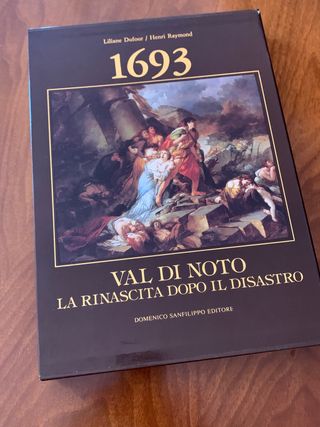 Liliane Dufour / Henri Raymond
1693
VAL DI NOTO
LA RINASCITA DOPO IL DISASTRO
DOMENICO SANFILIPPO EDITORE